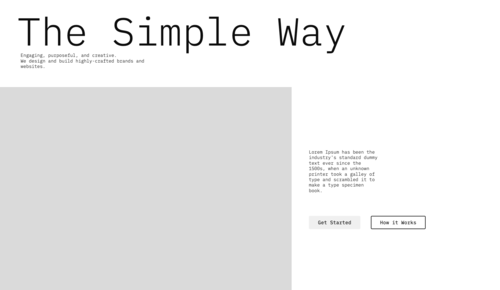 The Simple Way
Engaging, purposeful, and creative.
We design and build highly-crafted brands and
websites.
Lorem Ipsum has been the
industry's standard dummy
text ever since the
1500s, when an unknown
printer took a galley of
type and scrambled it to
make a type specimen
book.
Get Started
How it Works